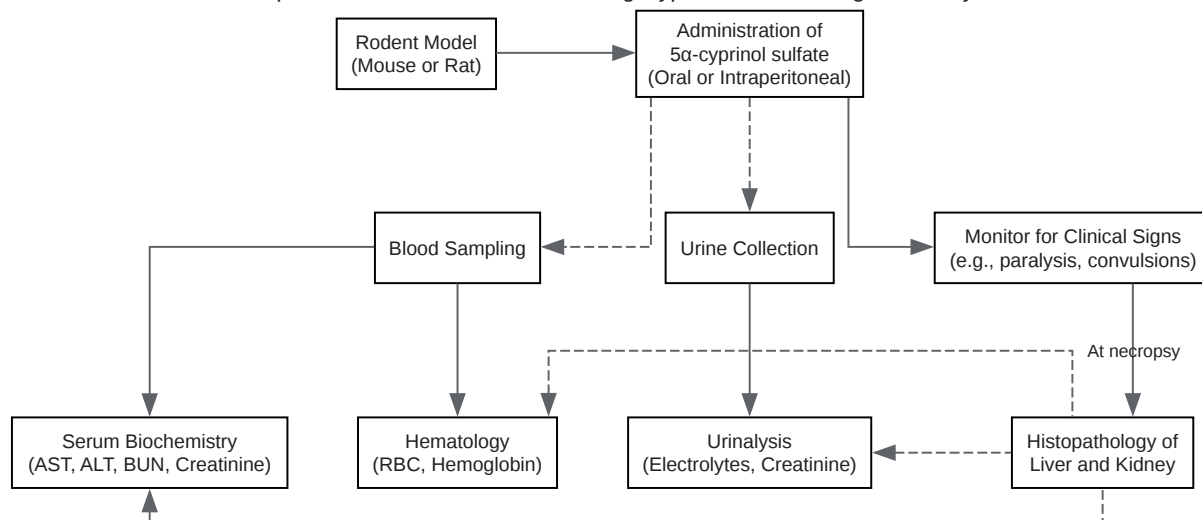 Rodent Model
(Mouse or Rat)
Administration of
5α-cyprinol sulfate
(Oral or Intraperitoneal)
Blood Sampling
Urine Collection
Monitor for Clinical Signs
(e.g., paralysis, convulsions)
At necropsy
Serum Biochemistry
(AST, ALT, BUN, Creatinine)
Hematology
(RBC, Hemoglobin)
Urinalysis
(Electrolytes, Creatinine)
Histopathology of
Liver and Kidney